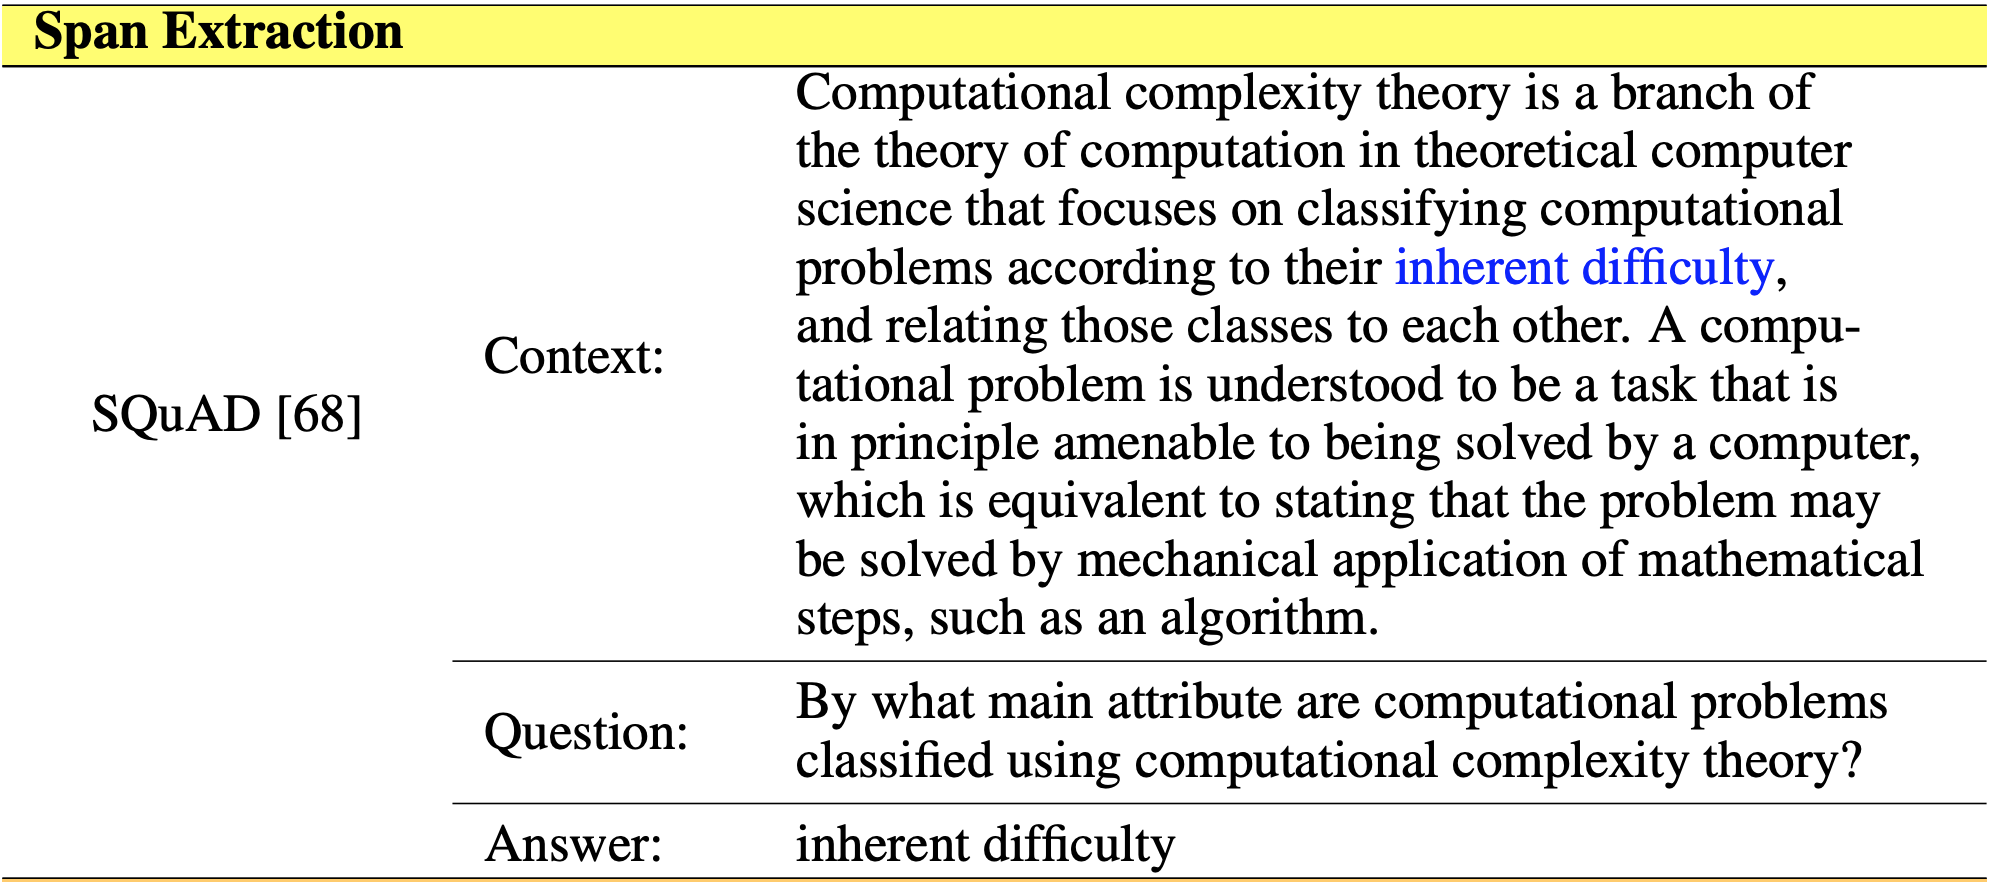 Span Extraction
SQuAD [68]
Context:
Computational complexity theory is a branch of
the theory of computation in theoretical computer
science that focuses on classifying computational
problems according to their inherent difficulty,
and relating those classes to each other. A compu-
tational problem is understood to be a task that is
in principle amenable to being solved by a computer,
which is equivalent to stating that the problem may
be solved by mechanical application of mathematical
steps, such as an algorithm.
Question:
By what main attribute are computational problems
classified using computational complexity theory?
Answer:
inherent difficulty